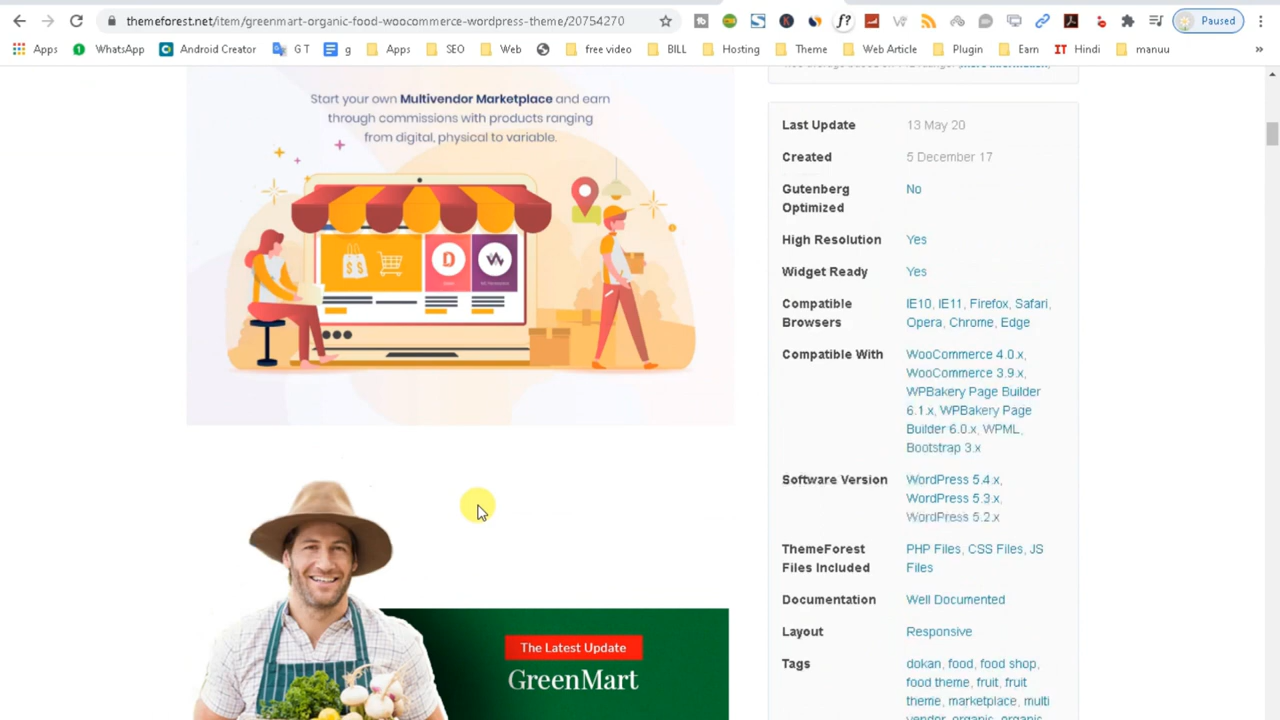 themeforest.net/item/greenmart-organic-food-woocommerce-wordpress-theme/20754270
Paused
Apps
WhatsApp
Android Creator
G T
g
Apps
SEO
Web
free video
BILL
Hosting
Theme
Web Article
Plugin
Earn
IT Hindi
manuu
»
Start your own Multivendor Marketplace and earn
through commissions with products ranging
from digital, physical to variable.
The Latest Update
GreenMart
Last Update 13 May 20
Created 5 December 17
Gutenberg No
Optimized
High Resolution Yes
Widget Ready Yes
Compatible IE10, IE11, Firefox, Safari,
Browsers Opera, Chrome, Edge
Compatible With WooCommerce 4.0.x,
WooCommerce 3.9.x,
WPBakery Page Builder
6.1.x, WPBakery Page
Builder 6.0.x, WPML,
Bootstrap 3.x
Software Version WordPress 5.4.x,
WordPress 5.3.x,
WordPress 5.2.x
ThemeForest PHP Files, CSS Files, JS
Files Included Files
Documentation Well Documented
Layout Responsive
Tags dokan, food, food shop,
food theme, fruit, fruit
theme, marketplace, multi
vendor, organic, organic